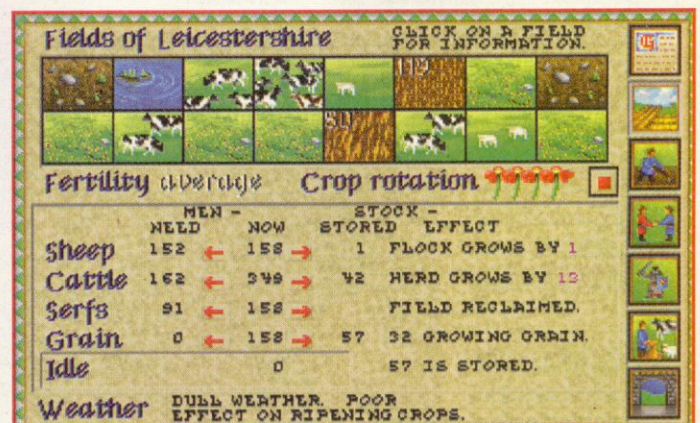 Fields of Leicestershire
CLICK ON A FIELD
FOR INFORMATION.
Fertility average Crop rotation
MEN - STOCK -
NEED NOW STORED EFFECT
Sheep 152 158 1 FLOCK GROWS BY 1
Cattle 162 349 42 HERD GROWS BY 13
Serfs 91 158 FIELD RECLAIMED.
Grain 0 158 57 32 GROWING GRAIN.
Idle 0 57 IS STORED.
Weather DULL WEATHER. POOR
EFFECT ON RIPENING CROPS.